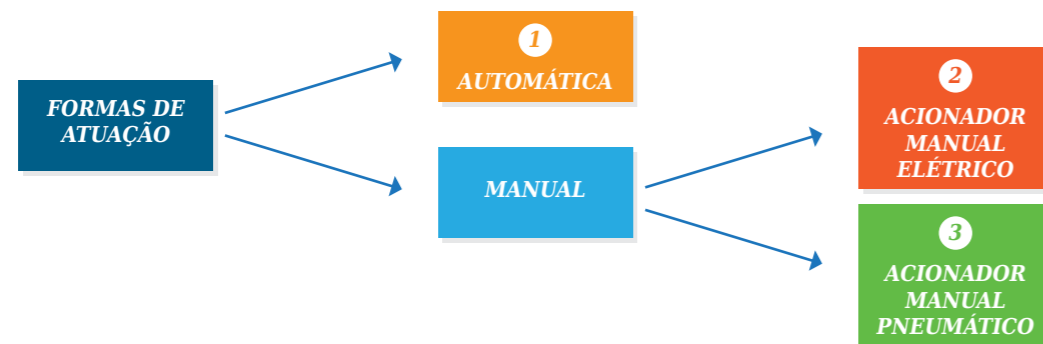 FORMAS DE
ATUAÇÃO
1
AUTOMÁTICA
MANUAL
2
ACIONADOR
MANUAL
ELÉTRICO
3
ACIONADOR
MANUAL
PNEUMÁTICO